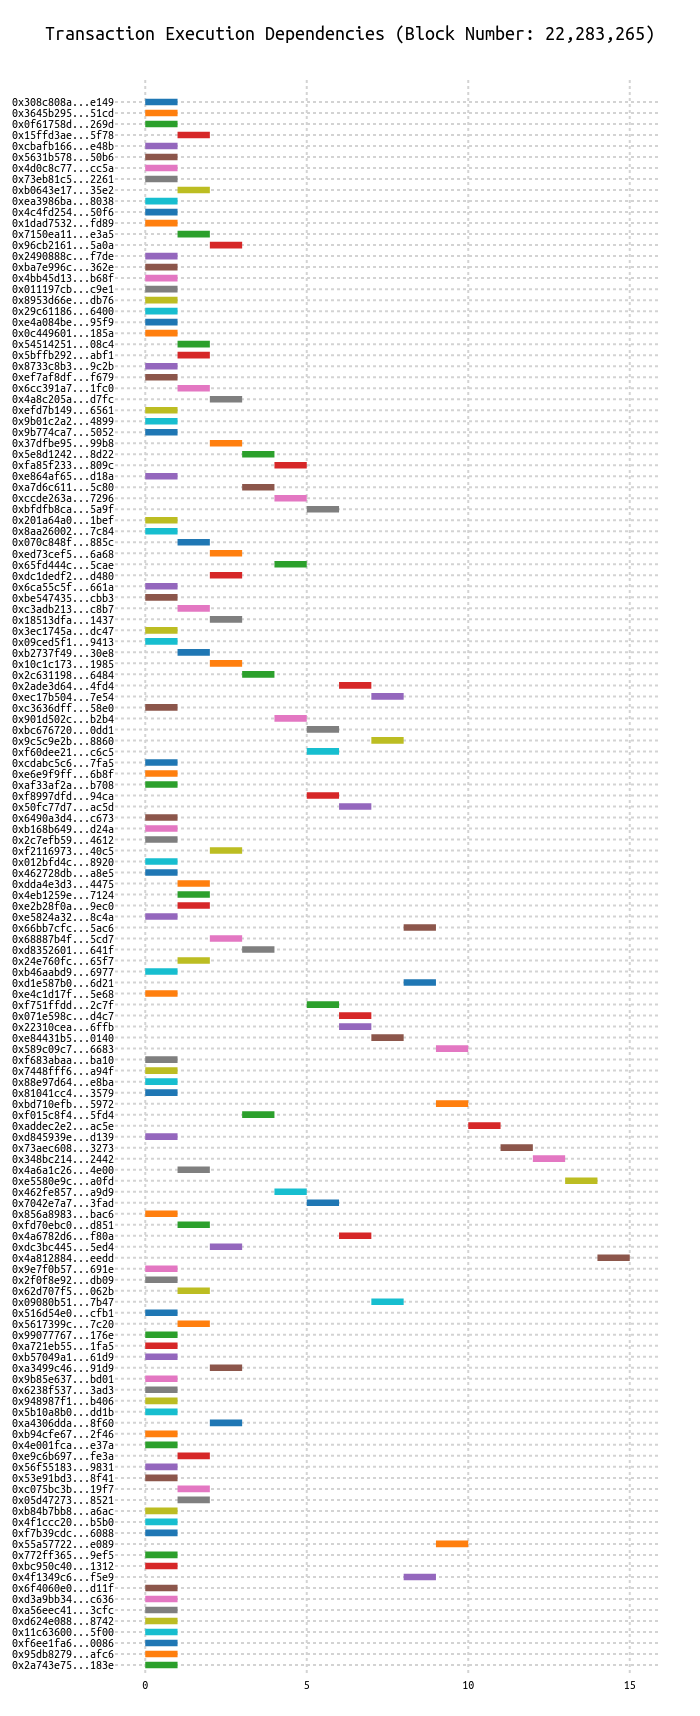 Transaction Execution Dependencies (Block Number: 22,283,265)
0x308c808a...e149
0x3645b295...51cd
0x0f61758d...269d
0x15ffd3ae...5f78
0xcbafb166...e48b
0x5631b578...50b6
0x4d0c8c77...cc5a
0x73eb81c5...2261
0xb0643e17...35e2
0xea3986ba...8038
0x4c4fd254...50f6
0x1dad7532...fd89
0x7150ea11...e3a5
0x96cb2161...5a0a
0x2490888c...f7de
0xba7e996c...362e
0x4bb45d13...b68f
0x011197cb...c9e1
0x8953d66e...db76
0x29c61186...6400
0xe4a084be...95f9
0x0c449601...185a
0x54514251...08c4
0x5bffb292...abf1
0x8733c8b3...9c2b
0xef7af8df...f679
0x6cc391a7...1fc0
0x4a8c205a...d7fc
0xefd7b149...6561
0x9b01c2a2...4899
0x9b774ca7...5052
0x37dfbe95...99b8
0x5e8d1242...8d22
0xfa85f233...809c
0xe864af65...d18a
0xa7d6c611...5c80
0xccde263a...7296
0xbfdfb8ca...5a9f
0x201a64a0...1bef
0x8aa26002...7c84
0x070c848f...885c
0xed73cef5...6a68
0x65fd444c...5cae
0xdc1dedf2...d480
0x6ca55c5f...661a
0xbe547435...cbb3
0xc3adb213...c8b7
0x18513dfa...1437
0x3ec1745a...dc47
0x09ced5f1...9413
0xb2737f49...30e8
0x10c1c173...1985
0x2c631198...6484
0x2ade3d64...4fd4
0xec17b504...7e54
0xc3636dff...58e0
0x901d502c...b2b4
0xbc676720...0dd1
0x9c5c9e2b...8860
0xf60dee21...c6c5
0xcdabc5c6...7fa5
0xe6e9f9ff...6b8f
0xaf33af2a...b708
0xf8997dfd...94ca
0x50fc77d7...ac5d
0x6490a3d4...c673
0xb168b649...d24a
0x2c7efb59...4612
0xf2116973...40c5
0x012bfd4c...8920
0x462728db...a8e5
0xdda4e3d3...4475
0x4eb1259e...7124
0xe2b28f0a...9ec0
0xe5824a32...8c4a
0x66bb7cfc...5ac6
0x68887b4f...5cd7
0xd8352601...641f
0x24e760fc...65f7
0xb46aabd9...6977
0xd1e587b0...6d21
0xe4c1d17f...5e68
0xf751ffdd...2c7f
0x071e598c...d4c7
0x22310cea...6ffb
0xe84431b5...0140
0x589c09c7...6683
0xf683abaa...ba10
0x7448fff6...a94f
0x88e97d64...e8ba
0x81041cc4...3579
0xbd710efb...5972
0xf015c8f4...5fd4
0xaddec2e2...ac5e
0xd845939e...d139
0x73aec608...3273
0x348bc214...2442
0x4a6a1c26...4e00
0xe5580e9c...a0fd
0x462fe857...a9d9
0x7042e7a7...3fad
0x856a8983...bac6
0xfd70ebc0...d851
0x4a6782d6...f80a
0xdc3bc445...5ed4
0x4a812884...eedd
0x9e7f0b57...691e
0x2f0f8e92...db09
0x62d707f5...062b
0x09080b51...7b47
0x516d54e0...cfb1
0x5617399c...7c20
0x99077767...176e
0xa721eb55...1fa5
0xb57049a1...61d9
0xa3499c46...91d9
0x9b85e637...bd01
0x6238f537...3ad3
0x948987f1...b406
0x5b10a8b0...dd1b
0xa4306dda...8f60
0xb94cfe67...2f46
0x4e001fca...e37a
0xe9c6b697...fe3a
0x56f55183...9831
0x53e91bd3...8f41
0xc075bc3b...19f7
0x05d47273...8521
0xb84b7bb8...a6ac
0x4f1ccc20...b5b0
0xf7b39cdc...6088
0x55a57722...e089
0x772ff365...9ef5
0xbc950c40...1312
0x4f1349c6...f5e9
0x6f4060e0...d11f
0xd3a9bb34...c636
0xa56eec41...3cfc
0xd624e088...8742
0x11c63600...5f00
0xf6ee1fa6...0086
0x95db8279...afc6
0x2a743e75...183e
0 5 10 15